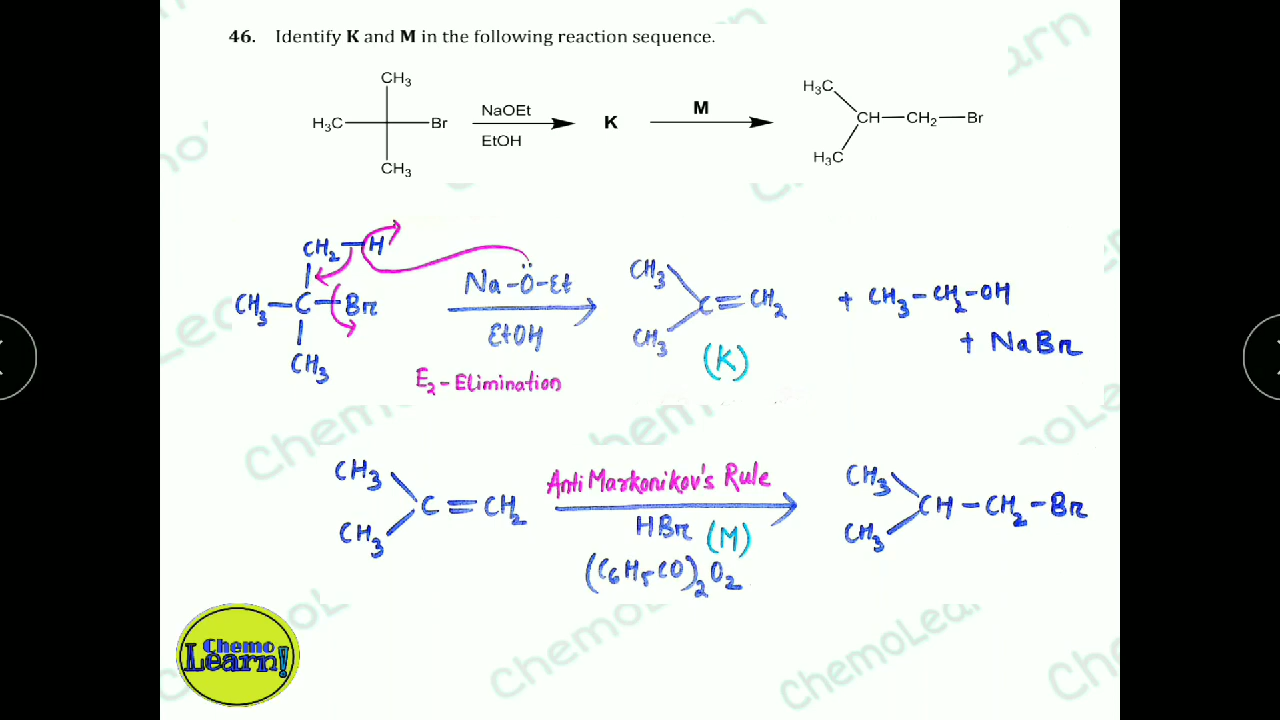 46. Identify K and M in the following reaction sequence.
CH3
H3C Br
CH3
NaOEt
EtOH
K
M
H3C
CH—CH2—Br
H3C
CH2—H
CH3—C—Br
CH3
Na-Ö-Et
EtOH
E2-Elimination
CH3
C=CH2
CH3
(K)
+ CH3-CH2-OH
+ NaBr
CH3
C=CH2
CH3
Anti Markonikov's Rule
HBr (M)
(C6H5CO)2O2
CH3
CH-CH2-Br
CH3
Chemo
Learn!
ChemoLearn